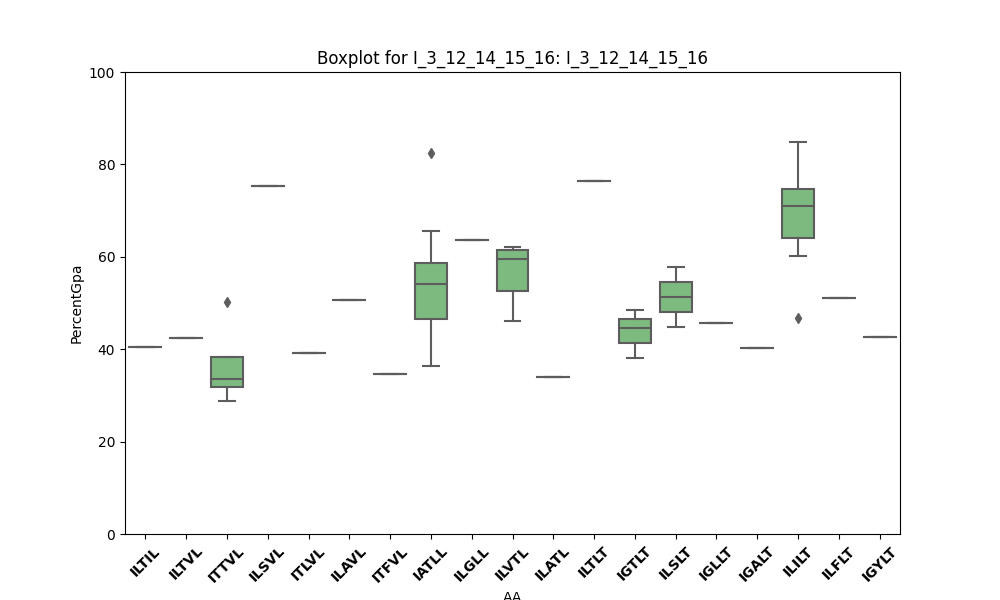 Boxplot for I_3_12_14_15_16: I_3_12_14_15_16
PercentGpa
100
80
60
40
20
0
ILTIL
ILTVL
ITTVL
ILSVL
ITLVL
ILAVL
ITFVL
IATLL
ILGLL
ILVTL
ILATL
ILTLT
IGTLT
ILSLT
IGLLT
IGALT
ILILT
ILFLT
IGYLT
AA